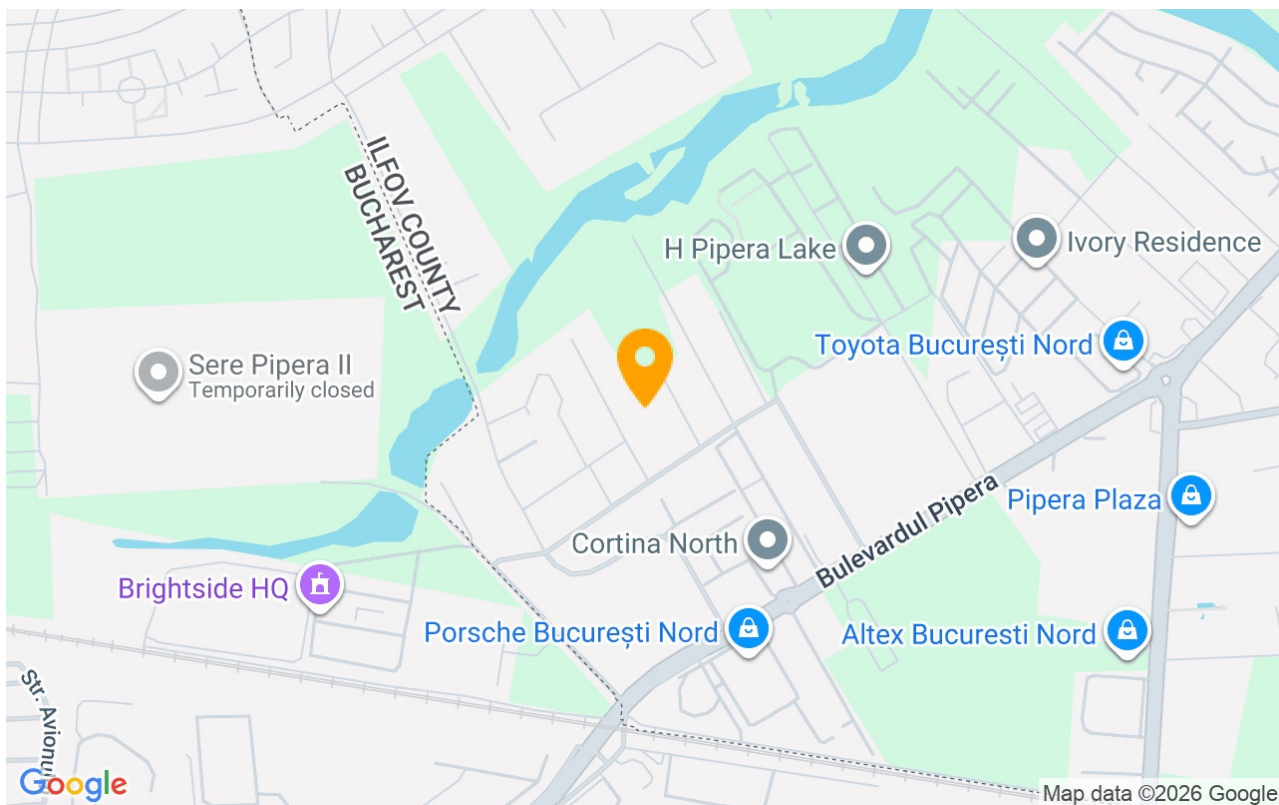 ILFOV COUNTY
BUCHAREST
H Pipera Lake
Ivory Residence
Toyota București Nord
Sere Pipera II
Temporarily closed
Bulevardul Pipera
Pipera Plaza
Cortina North
Brightside HQ
Porsche București Nord
Altex Bucuresti Nord
Str. Avionu
Google
Map data ©2026 Google